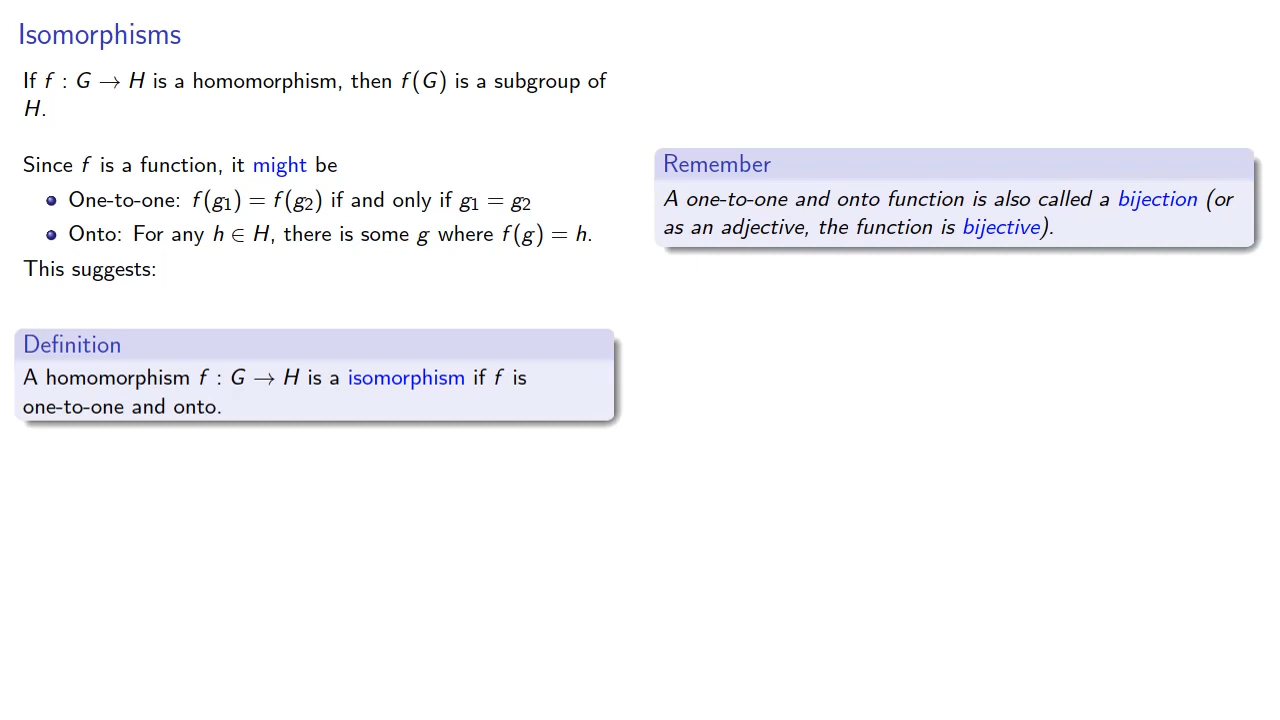 Isomorphisms
If f : G → H is a homomorphism, then f(G) is a subgroup of
H.
Since f is a function, it might be
One-to-one: f(g₁) = f(g₂) if and only if g₁ = g₂
Onto: For any h ∈ H, there is some g where f(g) = h.
This suggests:
Definition
A homomorphism f : G → H is a isomorphism if f is
one-to-one and onto.
Remember
A one-to-one and onto function is also called a bijection (or
as an adjective, the function is bijective).